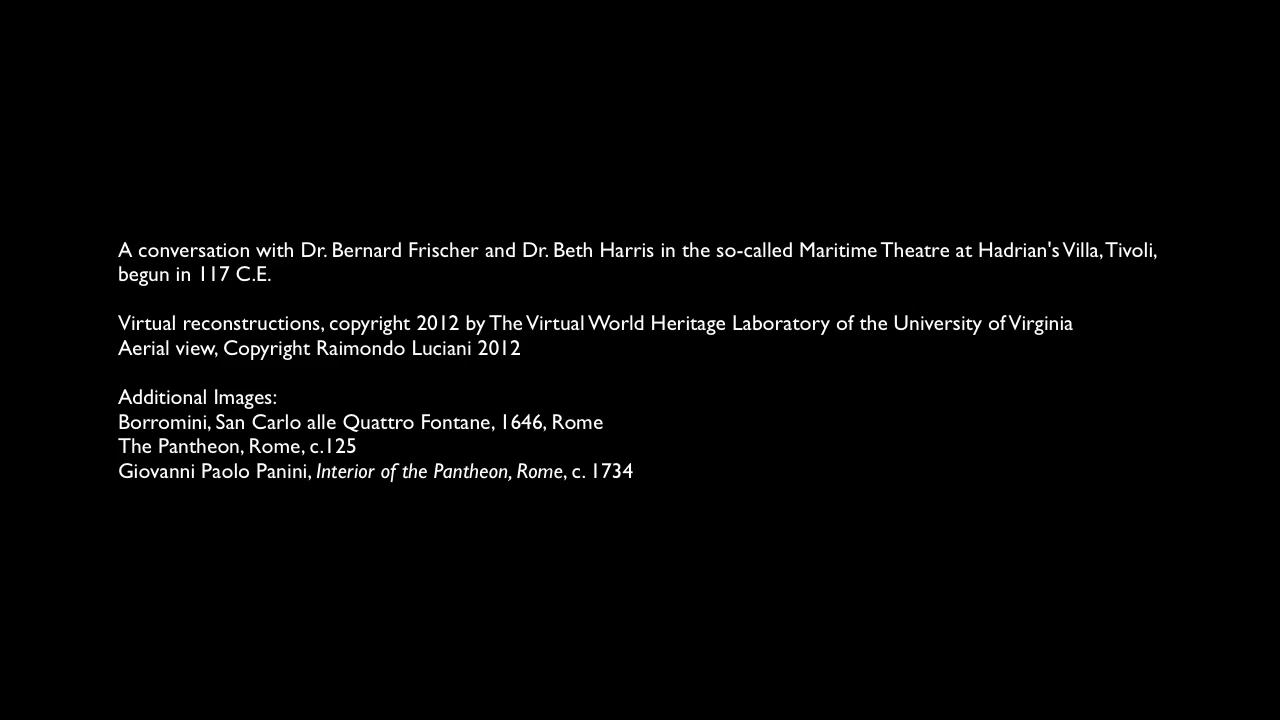 A conversation with Dr. Bernard Frischer and Dr. Beth Harris in the so-called Maritime Theatre at Hadrian's Villa, Tivoli,
begun in 117 C.E.
Virtual reconstructions, copyright 2012 by The Virtual World Heritage Laboratory of the University of Virginia
Aerial view, Copyright Raimondo Luciani 2012
Additional Images:
Borromini, San Carlo alle Quattro Fontane, 1646, Rome
The Pantheon, Rome, c.125
Giovanni Paolo Panini, Interior of the Pantheon, Rome, c. 1734